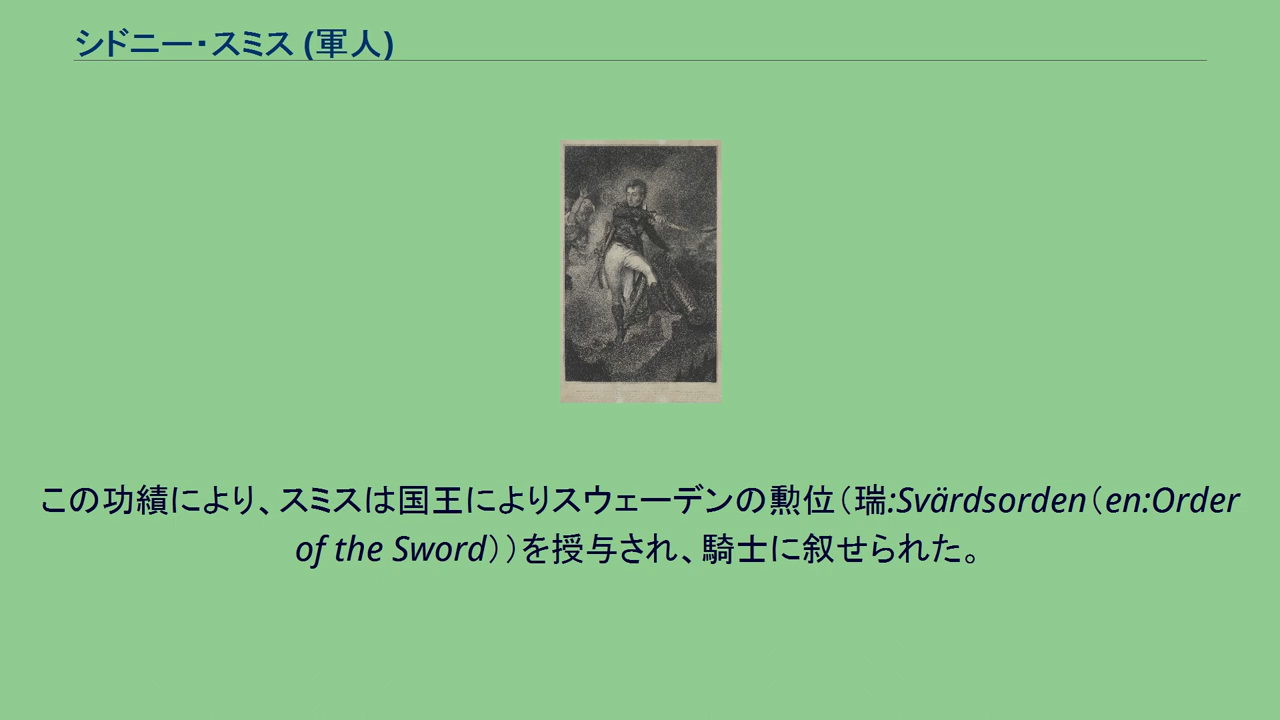 シドニー・スミス (軍人)
この功績により、スミスは国王によりスウェーデンの勲位（瑞:Svärdsorden（en:Order
of the Sword））を授与され、騎士に叙せられた。